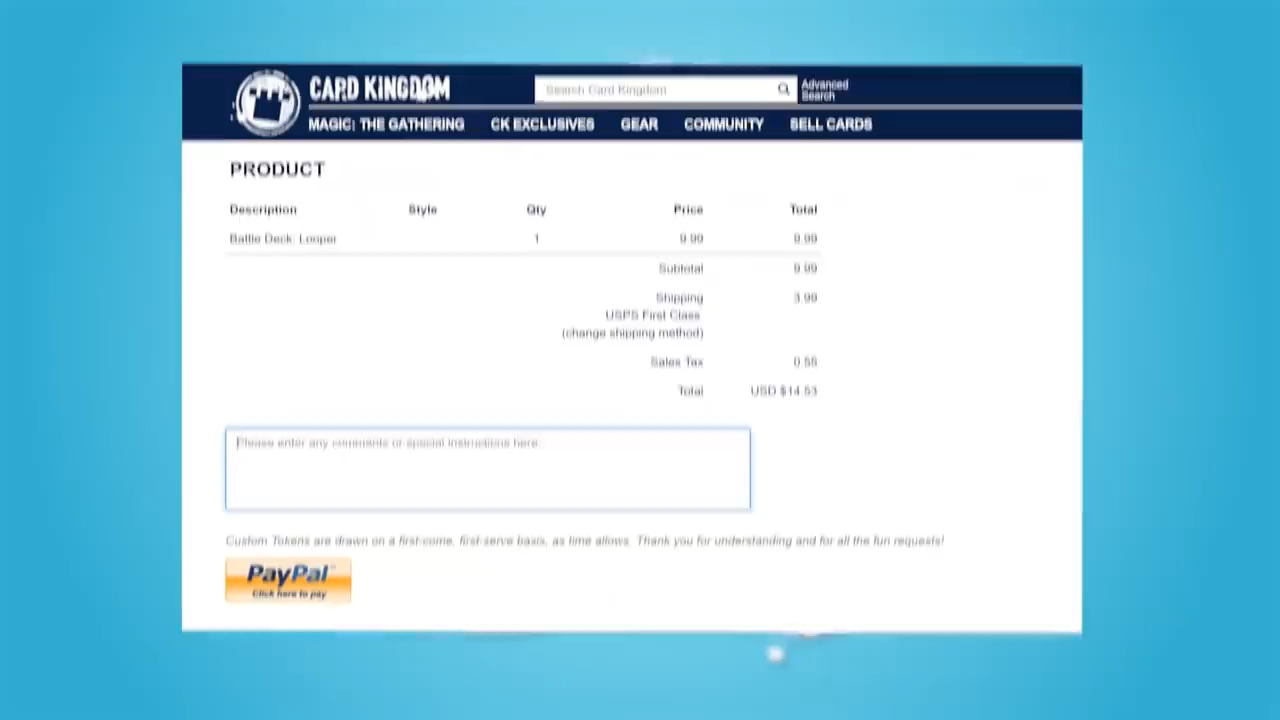 CARD KINGDOM
Search Card Kingdom
Advanced
Search
MAGIC: THE GATHERING CK EXCLUSIVES GEAR COMMUNITY SELL CARDS
PRODUCT
Description Style Qty Price Total
Battle Deck: Looper 1 9.99 9.99
Subtotal 9.99
Shipping 3.99
USPS First Class
(change shipping method)
Sales Tax 0.55
Total USD $14.53
Please enter any comments or special instructions here.
Custom Tokens are drawn on a first-come, first-serve basis, as time allows. Thank you for understanding and for all the fun requests!
PayPal™
Click here to pay